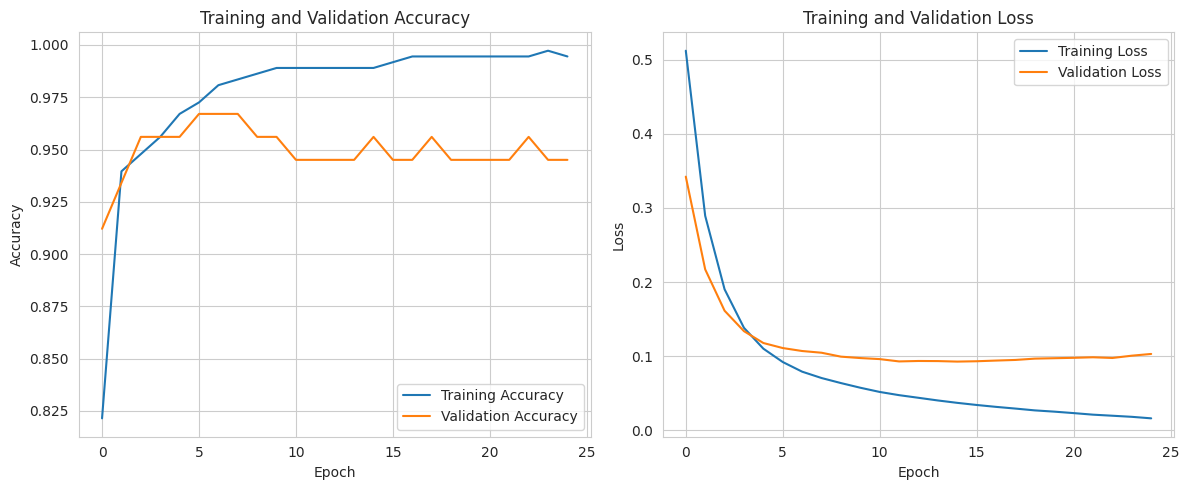 Training and Validation Accuracy
1.000
0.975
0.950
0.925
0.900
0.875
0.850
0.825
Accuracy
0
5
10
15
20
25
Epoch
Training Accuracy
Validation Accuracy
Training and Validation Loss
0.5
0.4
0.3
0.2
0.1
0.0
Loss
0
5
10
15
20
25
Epoch
Training Loss
Validation Loss